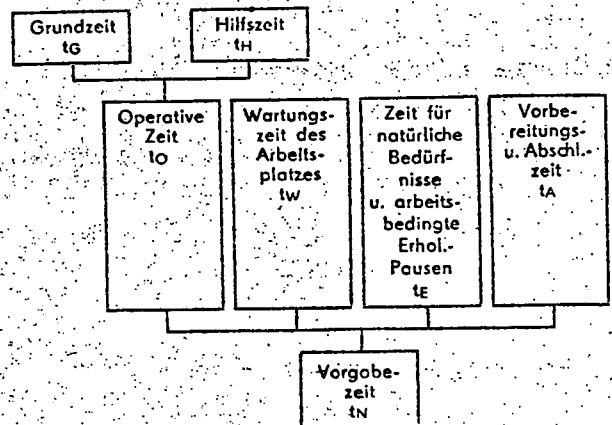 Grundzeit
tG
Hilfszeit
tH
Operative
Zeit
tO
Wartungs-
zeit des
Arbeits-
platzes
tW
Zeit für
natürliche
Bedürf-
nisse
u. arbeits-
bedingte
Erhol.-
Pausen
tE
Vorbe-
reitungs-
u. Abschl.-
zeit
tA
Vorgabe-
zeit
tN